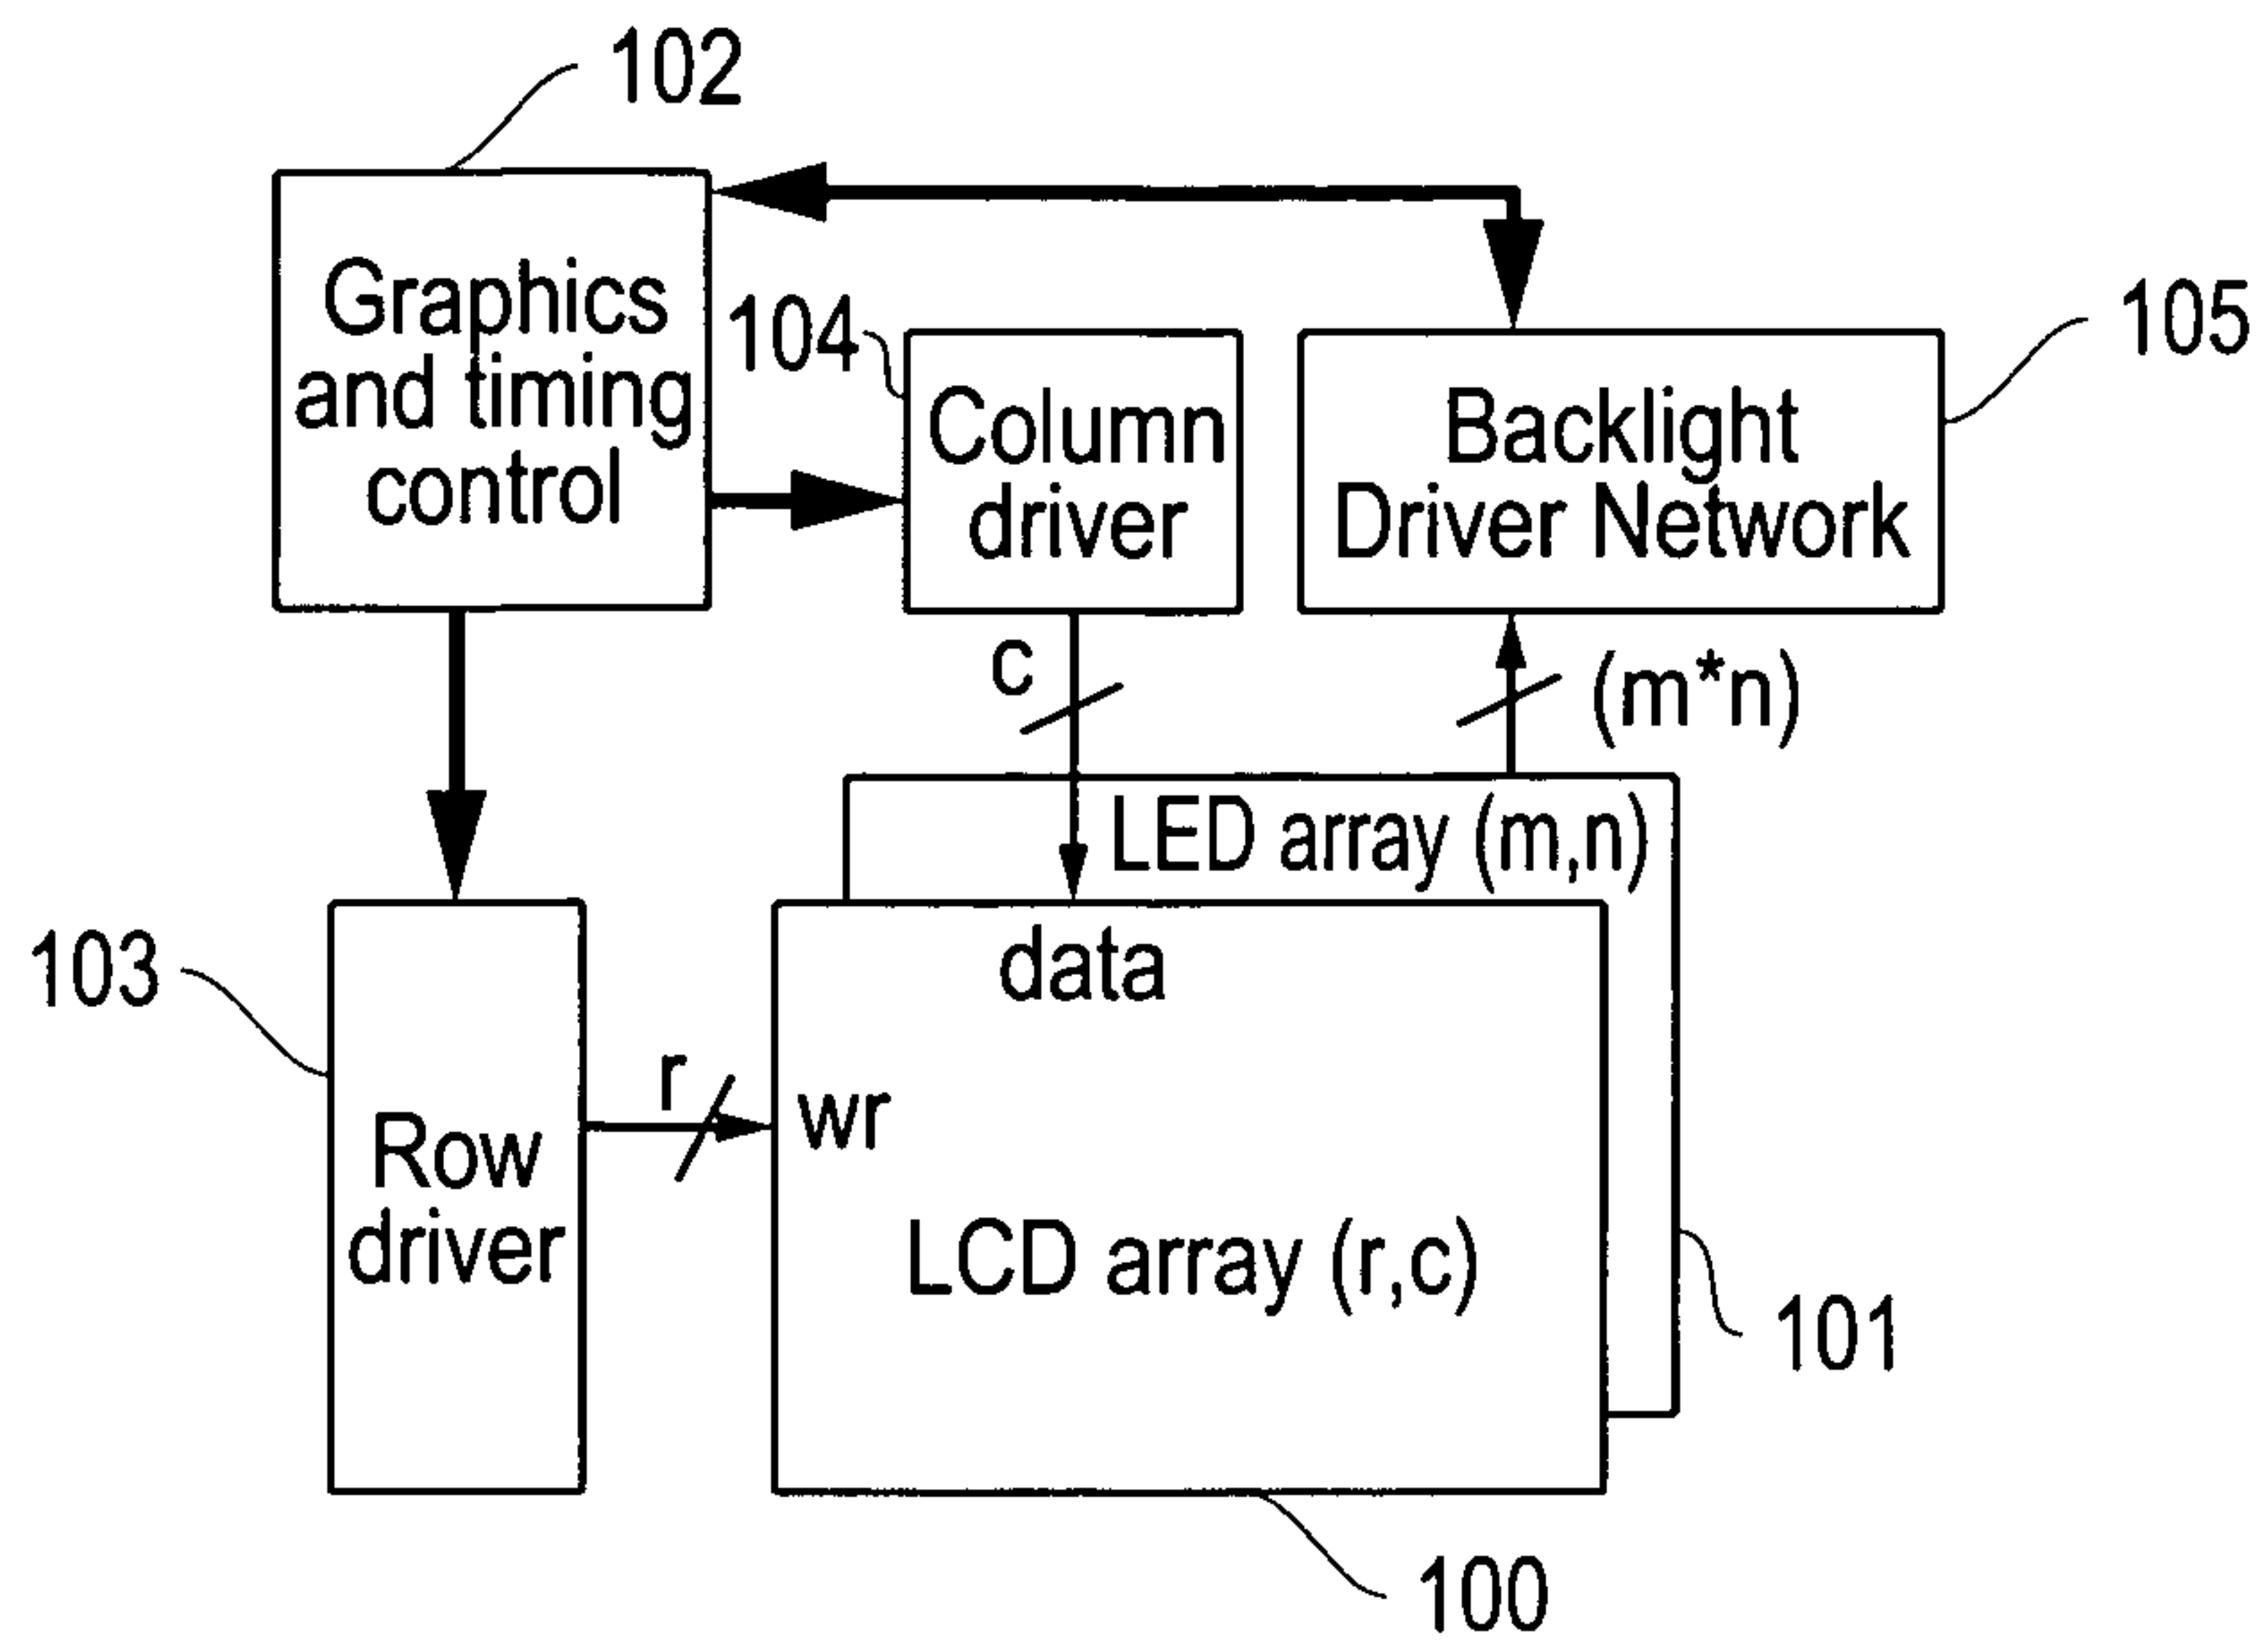 102
Graphics
and timing
control
104
Column
driver
105
Backlight
Driver Network
c
(m*n)
LED array (m,n)
data
103
r
wr
Row
driver
LCD array (r,c)
101
100